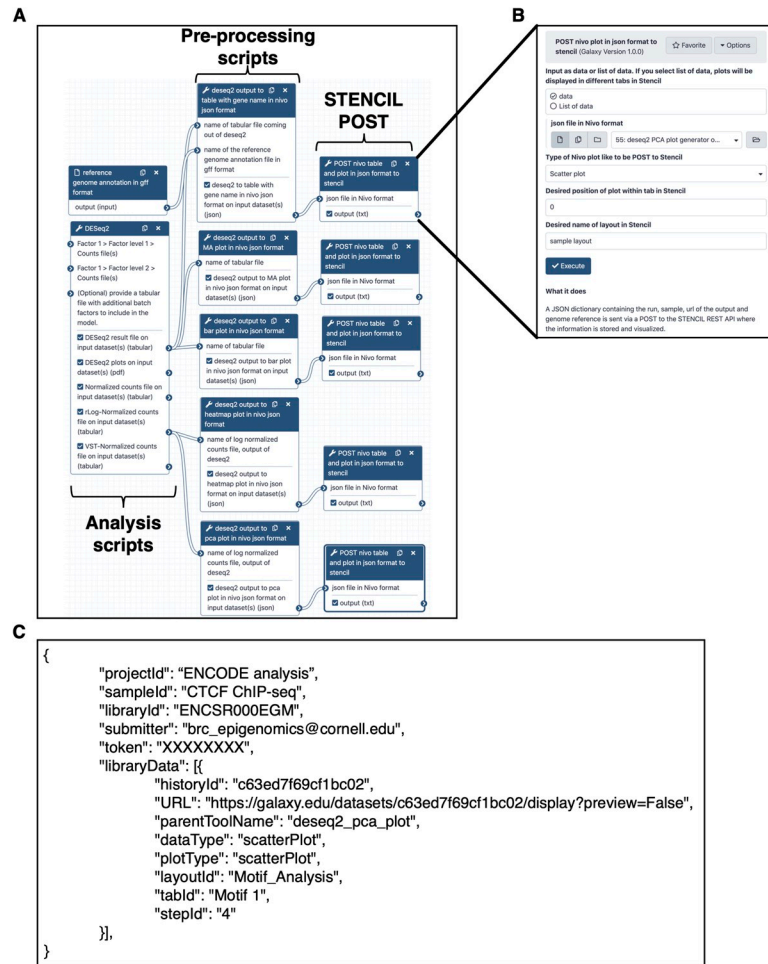 A
Pre-processing
scripts
STENCIL
POST
deseq2 output to
table with gene name in nivo
json format
name of tabular file coming
out of deseq2
name of the reference
genome annotation file in
gff
deseq2 to table with
gene name in nivo json
format on input dataset(s)
(json)
reference
genome annotation in gff
format
output (input)
DESeq2
Factor 1 > Factor level 1 >
Counts file(s)
Factor 1 > Factor level 2 >
Counts file(s)
(Optional) provide a tabular
file with additional batch
factors to include in the
model.
DESeq2 result file on
input dataset(s) (tabular)
DESeq2 plots on input
dataset(s) (pdf)
Normalized counts file on
input dataset(s) (tabular)
rLog-Normalized counts
file on input dataset(s)
(tabular)
VST-Normalized counts
file on input dataset(s)
(tabular)
Analysis
scripts
deseq2 output to
MA plot in nivo json format
name of tabular file
deseq2 output to MA plot
in nivo json format on input
dataset(s) (json)
deseq2 output to
bar plot in nivo json format
name of tabular file
deseq2 output to bar plot
in nivo json format on input
dataset(s) (json)
deseq2 output to
heatmap plot in nivo json
format
name of log normalized
counts file, output of
deseq2
deseq2 output to
heatmap plot in nivo json
format on input dataset(s)
(json)
deseq2 output to
pca plot in nivo json format
name of log normalized
counts file, output of
deseq2
deseq2 output to pca
plot in nivo json format on
input dataset(s) (json)
POST nivo table
and plot in json format to
stencil
json file in Nivo format
output (txt)
POST nivo table
and plot in json format to
stencil
json file in Nivo format
output (txt)
POST nivo table
and plot in json format to
stencil
json file in Nivo format
output (txt)
POST nivo table
and plot in json format to
stencil
json file in Nivo format
output (txt)
POST nivo table
and plot in json format to
stencil
json file in Nivo format
output (txt)
B
POST nivo plot in json format to
stencil (Galaxy Version 1.0.0)
Favorite
Options
Input as data or list of data. If you select list of data, plots will be
displayed in different tabs in Stencil
data
List of data
json file in Nivo format
55: deseq2 PCA plot generator o...
Type of Nivo plot like to be POST to Stencil
Scatter plot
Desired position of plot within tab in Stencil
0
Desired name of layout in Stencil
sample layout
Execute
What it does
A JSON dictionary containing the run, sample, url of the output and
genome reference is sent via a POST to the STENCIL REST API where
the information is stored and visualized.
C
{
"projectId": “ENCODE analysis”,
"sampleId": "CTCF ChIP-seq",
"libraryId": "ENCSR000EGM",
"submitter": "brc_epigenomics@cornell.edu",
"token": "XXXXXXXX",
"libraryData": [{
"historyId": "c63ed7f69cf1bc02",
"URL": "https://galaxy.edu/datasets/c63ed7f69cf1bc02/display?preview=False",
"parentToolName": "deseq2_pca_plot",
"dataType": "scatterPlot",
"plotType": "scatterPlot",
"layoutId": "Motif_Analysis",
"tabId": "Motif 1",
"stepId": "4"
}],
}